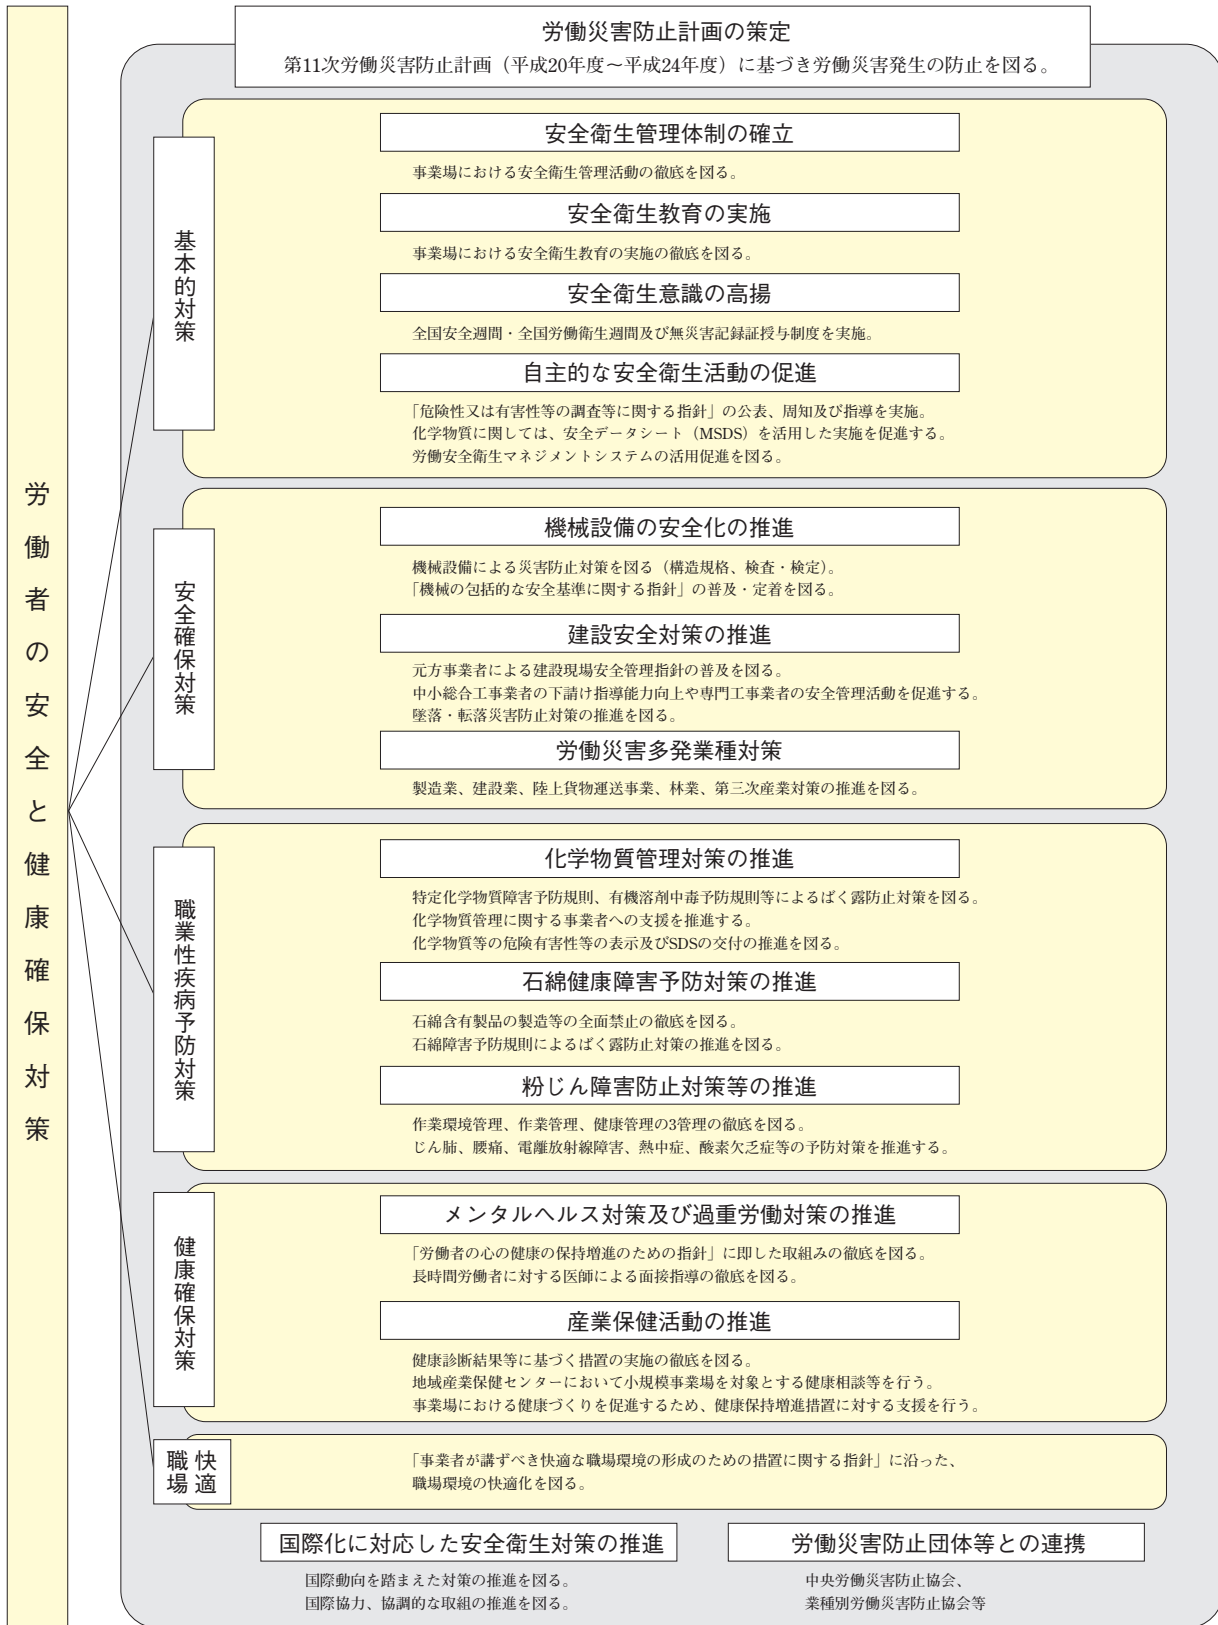 労働者の安全と健康確保対策
労働災害防止計画の策定
第11次労働災害防止計画（平成20年度〜平成24年度）に基づき労働災害発生の防止を図る。
基本的対策
安全衛生管理体制の確立
事業場における安全衛生管理活動の徹底を図る。
安全衛生教育の実施
事業場における安全衛生教育の実施の徹底を図る。
安全衛生意識の高揚
全国安全週間・全国労働衛生週間及び無災害記録証授与制度を実施。
自主的な安全衛生活動の促進
「危険性又は有害性等の調査等に関する指針」の公表、周知及び指導を実施。
化学物質に関しては、安全データシート（MSDS）を活用した実施を促進する。
労働安全衛生マネジメントシステムの活用促進を図る。
安全確保対策
機械設備の安全化の推進
機械設備による災害防止対策を図る（構造規格、検査・検定）。
「機械の包括的な安全基準に関する指針」の普及・定着を図る。
建設安全対策の推進
元方事業者による建設現場安全管理指針の普及を図る。
中小総合工事業者の下請け指導能力向上や専門工事業者の安全管理活動を促進する。
墜落・転落災害防止対策の推進を図る。
労働災害多発業種対策
製造業、建設業、陸上貨物運送事業、林業、第三次産業対策の推進を図る。
職業性疾病予防対策
化学物質管理対策の推進
特定化学物質障害予防規則、有機溶剤中毒予防規則等によるばく露防止対策を図る。
化学物質管理に関する事業者への支援を推進する。
化学物質等の危険有害性等の表示及びSDSの交付の推進を図る。
石綿健康障害予防対策の推進
石綿含有製品の製造等の全面禁止の徹底を図る。
石綿障害予防規則によるばく露防止対策の推進を図る。
粉じん障害防止対策等の推進
作業環境管理、作業管理、健康管理の3管理の徹底を図る。
じん肺、腰痛、電離放射線障害、熱中症、酸素欠乏症等の予防対策を推進する。
健康確保対策
メンタルヘルス対策及び過重労働対策の推進
「労働者の心の健康の保持増進のための指針」に即した取組みの徹底を図る。
長時間労働者に対する医師による面接指導の徹底を図る。
産業保健活動の推進
健康診断結果等に基づく措置の実施の徹底を図る。
地域産業保健センターにおいて小規模事業場を対象とする健康相談等を行う。
事業場における健康づくりを促進するため、健康保持増進措置に対する支援を行う。
快適
職場
「事業者が講ずべき快適な職場環境の形成のための措置に関する指針」に沿った、
職場環境の快適化を図る。
国際化に対応した安全衛生対策の推進
国際動向を踏まえた対策の推進を図る。
国際協力、協調的な取組の推進を図る。
労働災害防止団体等との連携
中央労働災害防止協会、
業種別労働災害防止協会等